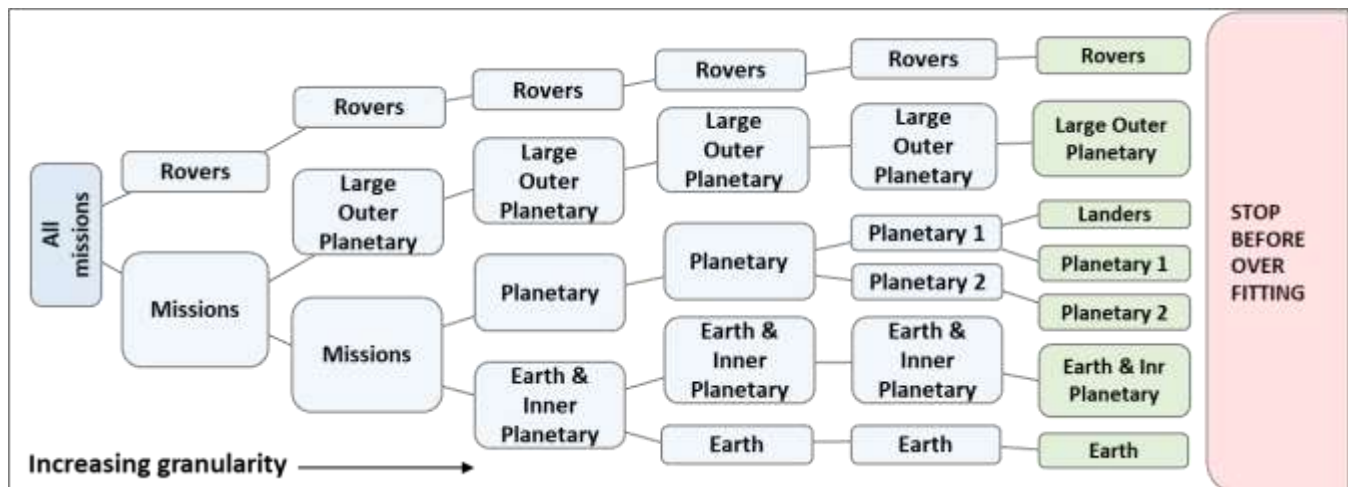 All
missions
Rovers
Missions
Rovers
Large
Outer
Planetary
Missions
Rovers
Large
Outer
Planetary
Planetary
Earth &
Inner
Planetary
Rovers
Large
Outer
Planetary
Planetary
Earth &
Inner
Planetary
Earth
Rovers
Large
Outer
Planetary
Planetary 1
Planetary 2
Earth &
Inner
Planetary
Earth
Rovers
Large Outer
Planetary
Landers
Planetary 1
Planetary 2
Earth & Inr
Planetary
Earth
STOP
BEFORE
OVER
FITTING
Increasing granularity